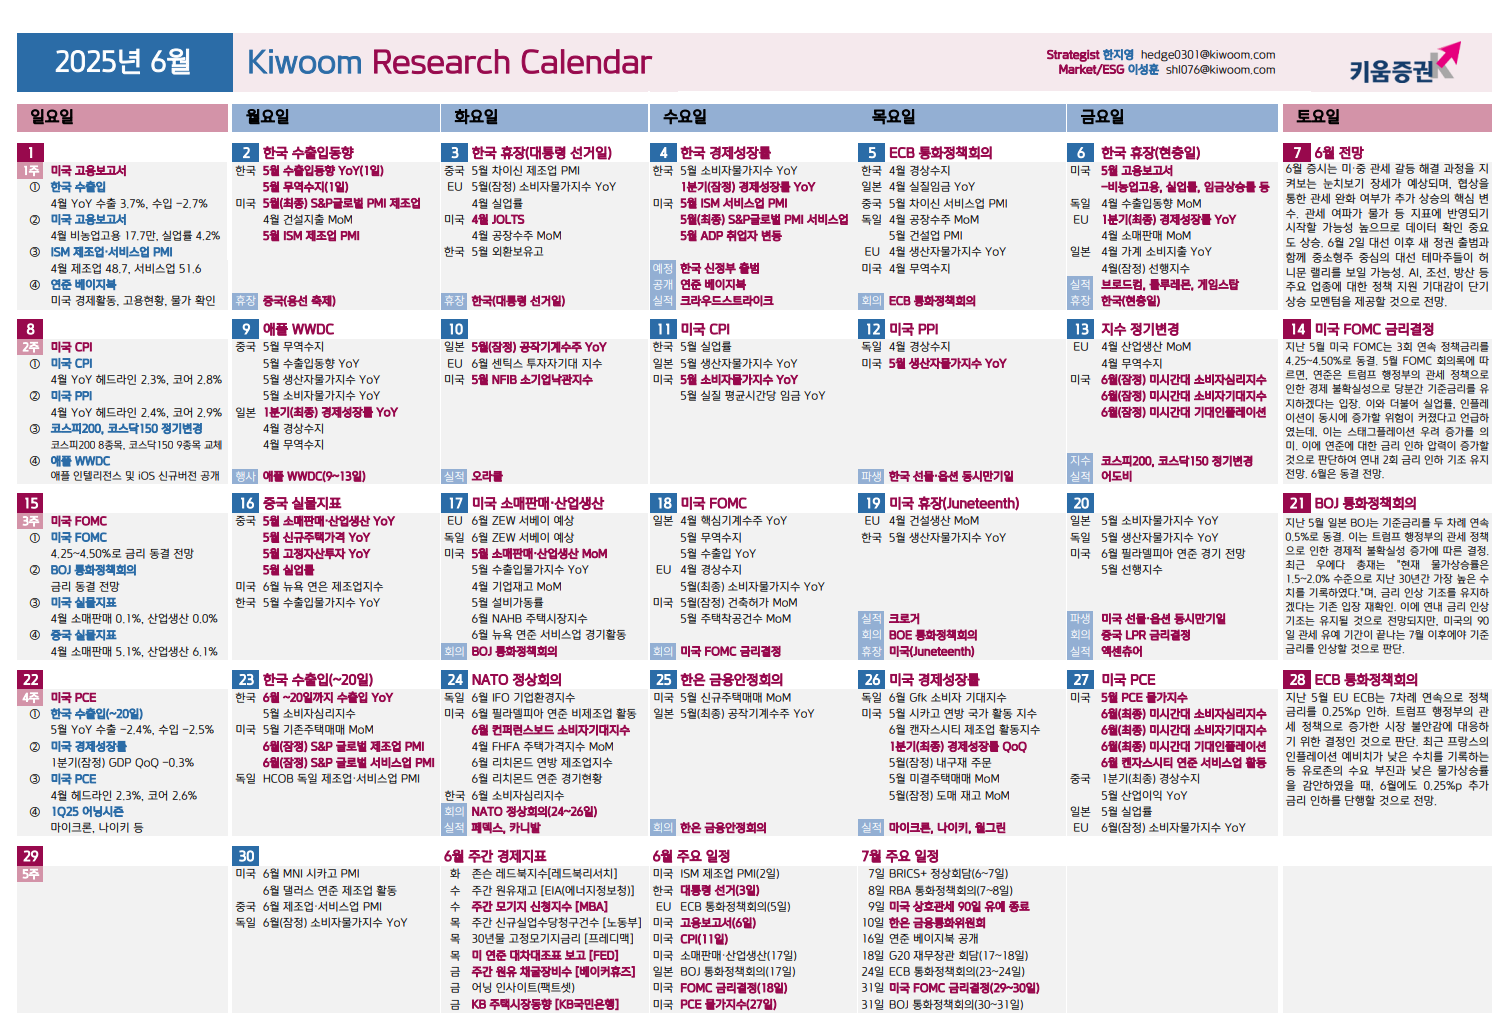 2025년 6월
Kiwoom Research Calendar
Strategist 한지영 hedge0301@kiwoom.com
Market/ESG 이성훈 shl076@kiwoom.com
키움증권
일요일 월요일 화요일 수요일 목요일 금요일 토요일
1
1주 미국 고용보고서
① 한국 수출입
4월 YoY 수출 3.7%, 수입 -2.7%
② 미국 고용보고서
4월 비농업고용 17.7만, 실업률 4.2%
③ ISM 제조업·서비스업 PMI
4월 제조업 48.7, 서비스업 51.6
④ 연준 베이지북
미국 경제활동, 고용현황, 물가 확인
2 한국 수출입동향
한국 5월 수출입동향 YoY(1일)
5월 무역수지(1일)
미국 5월(최종) S&P글로벌 PMI 제조업
4월 건설지출 MoM
5월 ISM 제조업 PMI
휴장 중국(용선 축제)
3 한국 휴장(대통령 선거일)
중국 5월 차이신 제조업 PMI
EU 5월(잠정) 소비자물가지수 YoY
4월 실업률
미국 4월 JOLTS
4월 공장수주 MoM
한국 5월 외환보유고
휴장 한국(대통령 선거일)
4 한국 경제성장률
한국 5월 소비자물가지수 YoY
1분기(잠정) 경제성장률 YoY
미국 5월 ISM 서비스업 PMI
5월(최종) S&P글로벌 PMI 서비스업
5월 ADP 취업자 변동
예정 한국 신정부 출범
공개 연준 베이지북
실적 크라우드스트라이크
5 ECB 통화정책회의
한국 4월 경상수지
일본 4월 실질임금 YoY
중국 5월 차이신 서비스업 PMI
독일 4월 공장수주 MoM
5월 건설업 PMI
EU 4월 생산자물가지수 YoY
미국 4월 무역수지
회의 ECB 통화정책회의
6 한국 휴장(현충일)
미국 5월 고용보고서
-비농업고용, 실업률, 임금상승률 등
독일 4월 수출입동향 MoM
EU 1분기(최종) 경제성장률 YoY
4월 소매판매 MoM
일본 4월 가계 소비지출 YoY
4월(잠정) 선행지수
실적 브로드컴, 룰루레몬, 게임스탑
휴장 한국(현충일)
7 6월 전망
6월 증시는 미·중 관세 갈등 해결 과정을 지
켜보는 눈치보기 장세가 예상되며, 협상을
통한 관세 완화 여부가 추가 상승의 핵심 변
수. 관세 여파가 물가 등 지표에 반영되기
시작할 가능성 높으므로 데이터 확인 중요
도 상승. 6월 2일 대선 이후 새 정권 출범과
함께 중소형주 중심의 대선 테마주들이 허
니문 랠리를 보일 가능성. AI, 조선, 방산 등
주요 업종에 대한 정책 지원 기대감이 단기
상승 모멘텀을 제공할 것으로 전망.
8
2주 미국 CPI
① 미국 CPI
4월 YoY 헤드라인 2.3%, 코어 2.8%
② 미국 PPI
4월 YoY 헤드라인 2.4%, 코어 2.9%
③ 코스피200, 코스닥150 정기변경
코스피200 8종목, 코스닥150 9종목 교체
④ 애플 WWDC
애플 인텔리전스 및 iOS 신규버전 공개
9 애플 WWDC
중국 5월 무역수지
5월 수출입동향 YoY
5월 생산자물가지수 YoY
5월 소비자물가지수 YoY
일본 1분기(최종) 경제성장률 YoY
4월 경상수지
4월 무역수지
행사 애플 WWDC(9~13일)
10
일본 5월(잠정) 공작기계수주 YoY
EU 6월 센틱스 투자자기대 지수
미국 5월 NFIB 소기업낙관지수
실적 오라클
11 미국 CPI
한국 5월 실업률
일본 5월 생산자물가지수 YoY
미국 5월 소비자물가지수 YoY
5월 실질 평균시간당 임금 YoY
12 미국 PPI
독일 4월 경상수지
미국 5월 생산자물가지수 YoY
파생 한국 선물·옵션 동시만기일
13 지수 정기변경
EU 4월 산업생산 MoM
4월 무역수지
미국 6월(잠정) 미시간대 소비자심리지수
6월(잠정) 미시간대 소비자기대지수
6월(잠정) 미시간대 기대인플레이션
지수 코스피200, 코스닥150 정기변경
실적 어도비
14 미국 FOMC 금리결정
지난 5월 미국 FOMC는 3회 연속 정책금리를
4.25~4.50%로 동결. 5월 FOMC 회의록에 따
르면, 연준은 트럼프 행정부의 관세 정책으로
인한 경제 불확실성으로 당분간 기준금리를 유
지하겠다는 입장. 이와 더불어 실업률, 인플레
이션이 동시에 증가할 위험이 커졌다고 언급하
였는데, 이는 스태그플레이션 우려 증가를 의
미. 이에 연준에 대한 금리 인하 압력이 증가할
것으로 판단하여 연내 2회 금리 인하 기조 유지
전망. 6월은 동결 전망.
15
3주 미국 FOMC
① 미국 FOMC
4.25~4.50%로 금리 동결 전망
② BOJ 통화정책회의
금리 동결 전망
③ 미국 실물지표
4월 소매판매 0.1%, 산업생산 0.0%
④ 중국 실물지표
4월 소매판매 5.1%, 산업생산 6.1%
16 중국 실물지표
중국 5월 소매판매·산업생산 YoY
5월 신규주택가격 YoY
5월 고정자산투자 YoY
5월 실업률
미국 6월 뉴욕 연은 제조업지수
한국 5월 수출입물가지수 YoY
17 미국 소매판매·산업생산
EU 6월 ZEW 서베이 예상
독일 6월 ZEW 서베이 예상
미국 5월 소매판매·산업생산 MoM
5월 수출입물가지수 YoY
4월 기업재고 MoM
5월 설비가동률
6월 NAHB 주택시장지수
6월 뉴욕 연준 서비스업 경기활동
회의 BOJ 통화정책회의
18 미국 FOMC
일본 4월 핵심기계수주 YoY
5월 무역수지
5월 수출입 YoY
EU 4월 경상수지
5월(최종) 소비자물가지수 YoY
미국 5월(잠정) 건축허가 MoM
5월 주택착공건수 MoM
회의 미국 FOMC 금리결정
19 미국 휴장(Juneteenth)
EU 4월 건설생산 MoM
한국 5월 생산자물가지수 YoY
실적 크로거
회의 BOE 통화정책회의
휴장 미국(Juneteenth)
20
일본 5월 소비자물가지수 YoY
독일 5월 생산자물가지수 YoY
미국 6월 필라델피아 연준 경기 전망
5월 선행지수
파생 미국 선물·옵션 동시만기일
회의 중국 LPR 금리결정
실적 액센츄어
21 BOJ 통화정책회의
지난 5월 일본 BOJ는 기준금리를 두 차례 연속
0.5%로 동결. 이는 트럼프 행정부의 관세 정책
으로 인한 경제적 불확실성 증가에 따른 결정.
최근 우에다 총재는 "현재 물가상승률은
1.5~2.0% 수준으로 지난 30년간 가장 높은 수
치를 기록하였다."며, 금리 인상 기조를 유지하
겠다는 기존 입장 재확인. 이에 연내 금리 인상
기조는 유지될 것으로 전망되지만, 미국의 90
일 관세 유예 기간이 끝나는 7월 이후에야 기준
금리를 인상할 것으로 판단.
22
4주 미국 PCE
① 한국 수출입(~20일)
5월 YoY 수출 -2.4%, 수입 -2.5%
② 미국 경제성장률
1분기(잠정) GDP QoQ -0.3%
③ 미국 PCE
4월 헤드라인 2.3%, 코어 2.6%
④ 1Q25 어닝시즌
마이크론, 나이키 등
23 한국 수출입(~20일)
한국 6월 ~20일까지 수출입 YoY
5월 소비자심리지수
미국 5월 기존주택매매 MoM
6월(잠정) S&P 글로벌 제조업 PMI
6월(잠정) S&P 글로벌 서비스업 PMI
독일 HCOB 독일 제조업·서비스업 PMI
24 NATO 정상회의
독일 6월 IFO 기업환경지수
미국 6월 필라델피아 연준 비제조업 활동
6월 컨퍼런스보드 소비자기대지수
4월 FHFA 주택가격지수 MoM
6월 리치몬드 연방 제조업지수
6월 리치몬드 연준 경기현황
한국 6월 소비자심리지수
회의 NATO 정상회의(24~26일)
실적 페덱스, 카니발
25 한은 금융안정회의
미국 5월 신규주택매매 MoM
일본 5월(최종) 공작기계수주 YoY
회의 한은 금융안정회의
26 미국 경제성장률
독일 6월 Gfk 소비자 기대지수
미국 5월 시카고 연방 국가 활동 지수
6월 캔자스시티 제조업 활동지수
1분기(최종) 경제성장률 QoQ
5월(잠정) 내구재 주문
5월 미결주택매매 MoM
5월(잠정) 도매 재고 MoM
실적 마이크론, 나이키, 월그린
27 미국 PCE
미국 5월 PCE 물가지수
6월(최종) 미시간대 소비자심리지수
6월(최종) 미시간대 소비자기대지수
6월(최종) 미시간대 기대인플레이션
6월 켄자스시티 연준 서비스업 활동
중국 1분기(최종) 경상수지
5월 산업이익 YoY
일본 5월 실업률
EU 6월(잠정) 소비자물가지수 YoY
28 ECB 통화정책회의
지난 5월 EU ECB는 7차례 연속으로 정책
금리를 0.25%p 인하. 트럼프 행정부의 관
세 정책으로 증가한 시장 불안감에 대응하
기 위한 결정인 것으로 판단. 최근 프랑스의
인플레이션 예비치가 낮은 수치를 기록하는
등 유로존의 수요 부진과 낮은 물가상승률
을 감안하였을 때, 6월에도 0.25%p 추가
금리 인하를 단행할 것으로 전망.
29
5주
30
미국 6월 MNI 시카고 PMI
6월 댈러스 연준 제조업 활동
중국 6월 제조업·서비스업 PMI
독일 6월(잠정) 소비자물가지수 YoY
6월 주간 경제지표
화 존슨 레드북지수[레드북리서치]
수 주간 원유재고 [EIA(에너지정보청)]
수 주간 모기지 신청지수 [MBA]
목 주간 신규실업수당청구건수 [노동부]
목 30년물 고정모기지금리 [프레디맥]
목 미 연준 대차대조표 보고 [FED]
금 주간 원유 채굴장비수 [베이커휴즈]
금 어닝 인사이트(팩트셋)
금 KB 주택시장동향 [KB국민은행]
6월 주요 일정
미국 ISM 제조업 PMI(2일)
한국 대통령 선거(3일)
EU ECB 통화정책회의(5일)
미국 고용보고서(6일)
미국 CPI(11일)
미국 소매판매·산업생산(17일)
일본 BOJ 통화정책회의(17일)
미국 FOMC 금리결정(18일)
미국 PCE 물가지수(27일)
7월 주요 일정
7일 BRICS+ 정상회담(6~7일)
8일 RBA 통화정책회의(7~8일)
9일 미국 상호관세 90일 유예 종료
10일 한은 금융통화위원회
16일 연준 베이지북 공개
18일 G20 재무장관 회담(17~18일)
24일 ECB 통화정책회의(23~24일)
31일 미국 FOMC 금리결정(29~30일)
31일 BOJ 통화정책회의(30~31일)